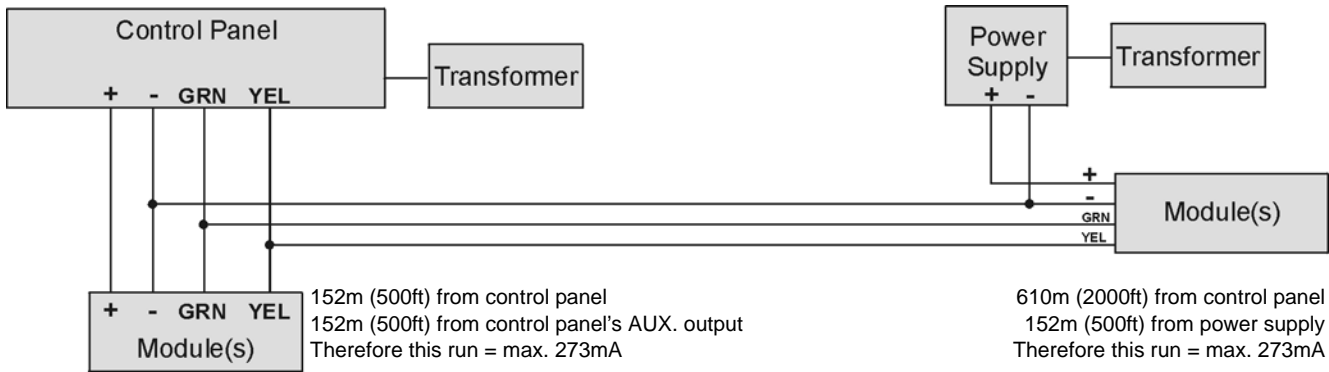 Control Panel
+ - GRN YEL
Transformer
Power
Supply
+ -
Transformer
+
-
GRN
YEL
Module(s)
+ - GRN YEL
Module(s)
152m (500ft) from control panel
152m (500ft) from control panel's AUX. output
Therefore this run = max. 273mA
610m (2000ft) from control panel
152m (500ft) from power supply
Therefore this run = max. 273mA